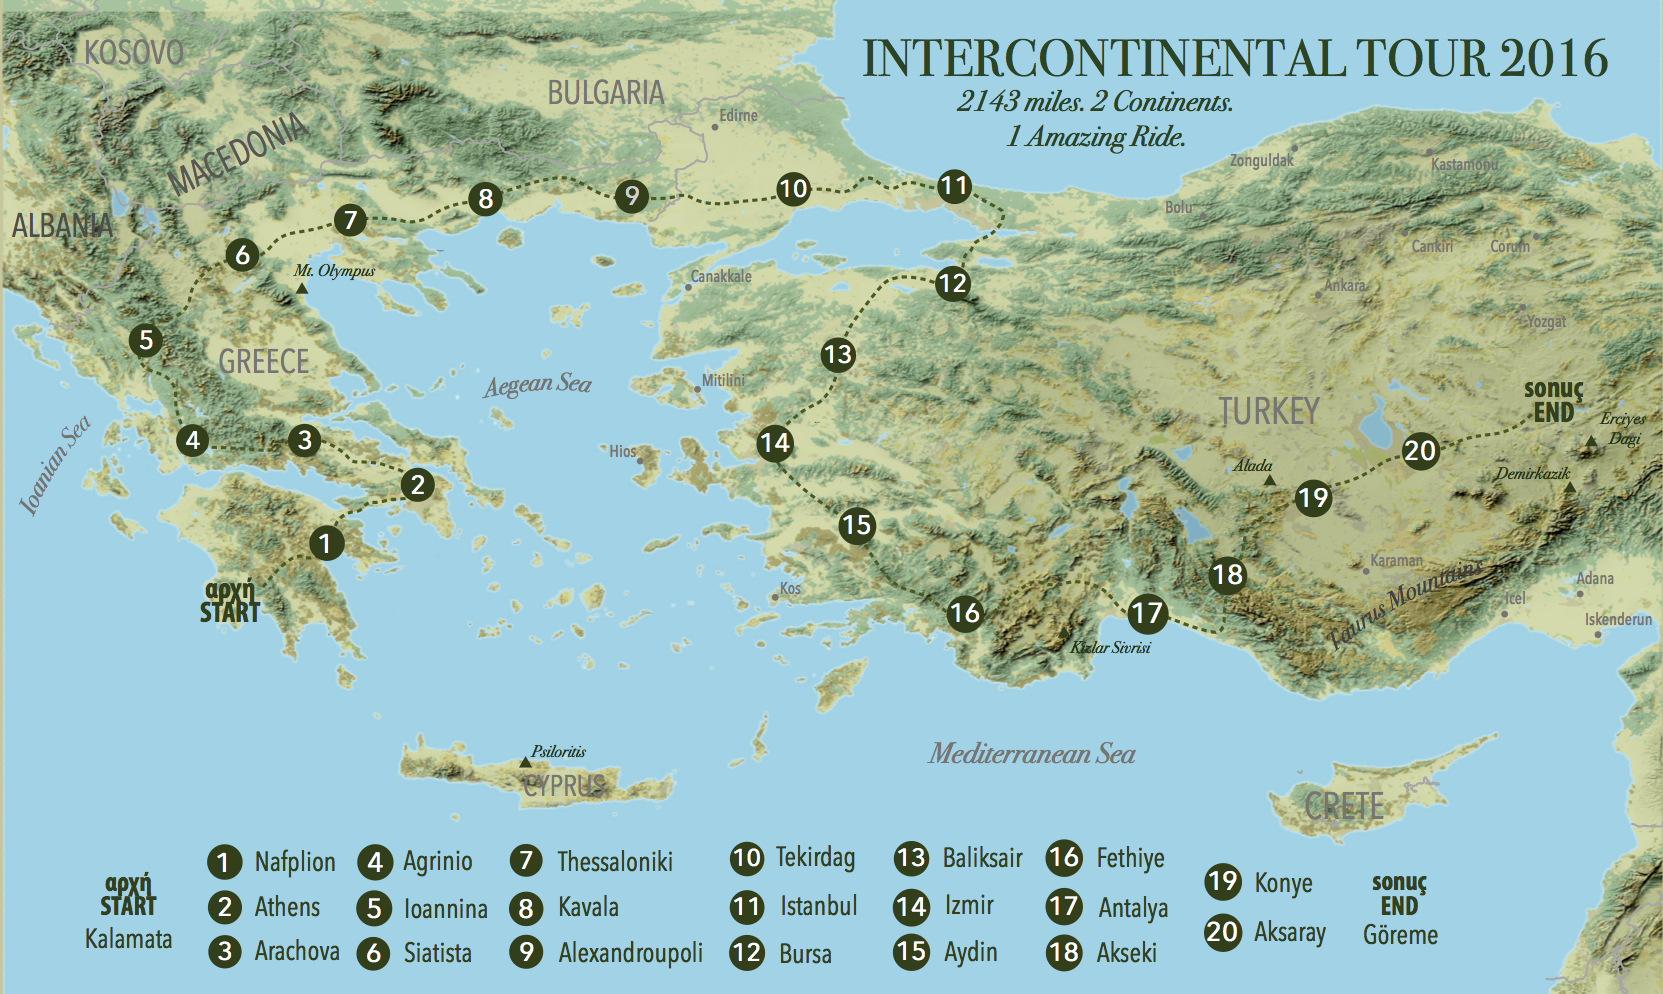 INTERCONTINENTAL TOUR 2016
2143 miles. 2 Continents.
1 Amazing Ride.
KOSOVO
BULGARIA
MACEDONIA
ALBANIA
GREECE
TURKEY
CYPRUS
CRETE
Edirne
Zonguldak
Kastamonu
Bolu
Cankiri
Corum
Ankara
Yozgat
Canakkale
Mitilini
Hios
Kos
Karaman
Adana
Icel
Iskenderun
Mt. Olympus
Alada
Erciyes
Dagi
Demirkazik
Kizlar Sivrisi
Psiloritis
Taurus Mountains
Ionian Sea
Aegean Sea
Mediterranean Sea
αρχή
START
1
2
3
4
5
6
7
8
9
10
11
12
13
14
15
16
17
18
19
20
sonuç
END
αρχή
START
Kalamata
1 Nafplion
2 Athens
3 Arachova
4 Agrinio
5 Ioannina
6 Siatista
7 Thessaloniki
8 Kavala
9 Alexandroupoli
10 Tekirdag
11 Istanbul
12 Bursa
13 Baliksair
14 Izmir
15 Aydin
16 Fethiye
17 Antalya
18 Akseki
19 Konye
20 Aksaray
sonuç
END
Göreme